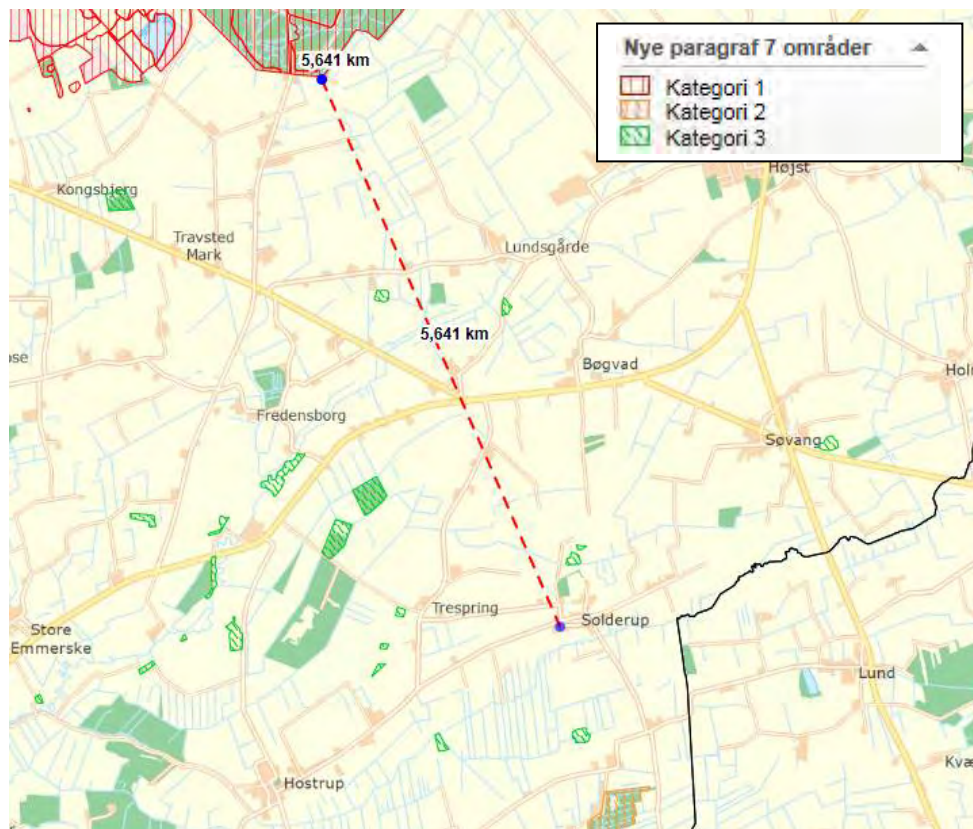 Nye paragraf 7 områder
Kategori 1
Kategori 2
Kategori 3
5,641 km
Højst
Kongsbjerg
Travsted
Mark
Lundsgårde
5,641 km
Bøgvad
Fredensborg
Søvang
Trespring
Solderup
Store
Emmerske
Lund
Hostrup